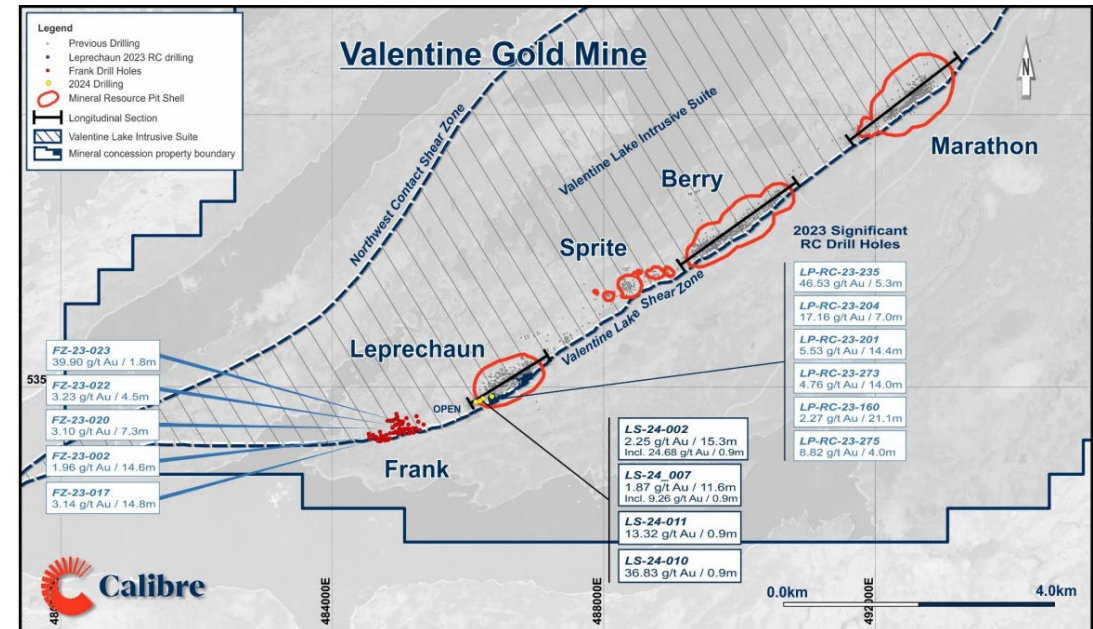 Legend
Previous Drilling
Leprechaun 2023 RC drilling
Frank Drill Holes
2024 Drilling
Mineral Resource Pit Shell
Longitudinal Section
Valentine Lake Intrusive Suite
Mineral concession property boundary
Valentine Gold Mine
N
Northwest Contact Shear Zone
Valentine Lake Intrusive Suite
Marathon
Berry
Sprite
Valentine Lake Shear Zone
Leprechaun
OPEN
Frank
535
2023 Significant
RC Drill Holes
LP-RC-23-235
46.53 g/t Au / 5.3m
LP-RC-23-204
17.16 g/t Au / 7.0m
LP-RC-23-201
5.53 g/t Au / 14.4m
LP-RC-23-273
4.76 g/t Au / 14.0m
LP-RC-23-160
2.27 g/t Au / 21.1m
LP-RC-23-275
8.82 g/t Au / 4.0m
FZ-23-023
39.90 g/t Au / 1.8m
FZ-23-022
3.23 g/t Au / 4.5m
FZ-23-020
3.10 g/t Au / 7.3m
FZ-23-002
1.96 g/t Au / 14.6m
FZ-23-017
3.14 g/t Au / 14.8m
LS-24-002
2.25 g/t Au / 15.3m
Incl. 24.68 g/t Au / 0.9m
LS-24_007
1.87 g/t Au / 11.6m
Incl. 9.26 g/t Au / 0.9m
LS-24-011
13.32 g/t Au / 0.9m
LS-24-010
36.83 g/t Au / 0.9m
Calibre
484000E
488000E
492000E
0.0km
4.0km